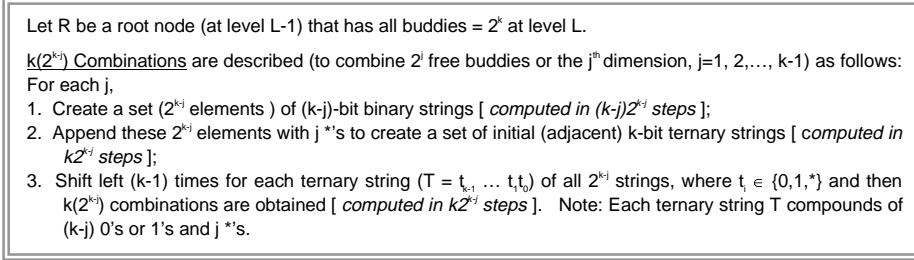 Let R be a root node (at level L-1) that has all buddies = 2^k at level L.
k(2^k-j) Combinations are described (to combine 2^j free buddies or the j^th dimension, j=1, 2,…, k-1) as follows:
For each j,
1. Create a set (2^k-j elements ) of (k-j)-bit binary strings [ computed in (k-j)2^k-j steps ];
2. Append these 2^k-j elements with j *'s to create a set of initial (adjacent) k-bit ternary strings [ computed in
k2^k-j steps ];
3. Shift left (k-1) times for each ternary string (T = t_k-1 … t_1t_0) of all 2^k-j strings, where t_i ∈ {0,1,*} and then
k(2^k-j) combinations are obtained [ computed in k2^k-j steps ]. Note: Each ternary string T compounds of
(k-j) 0's or 1's and j *'s.